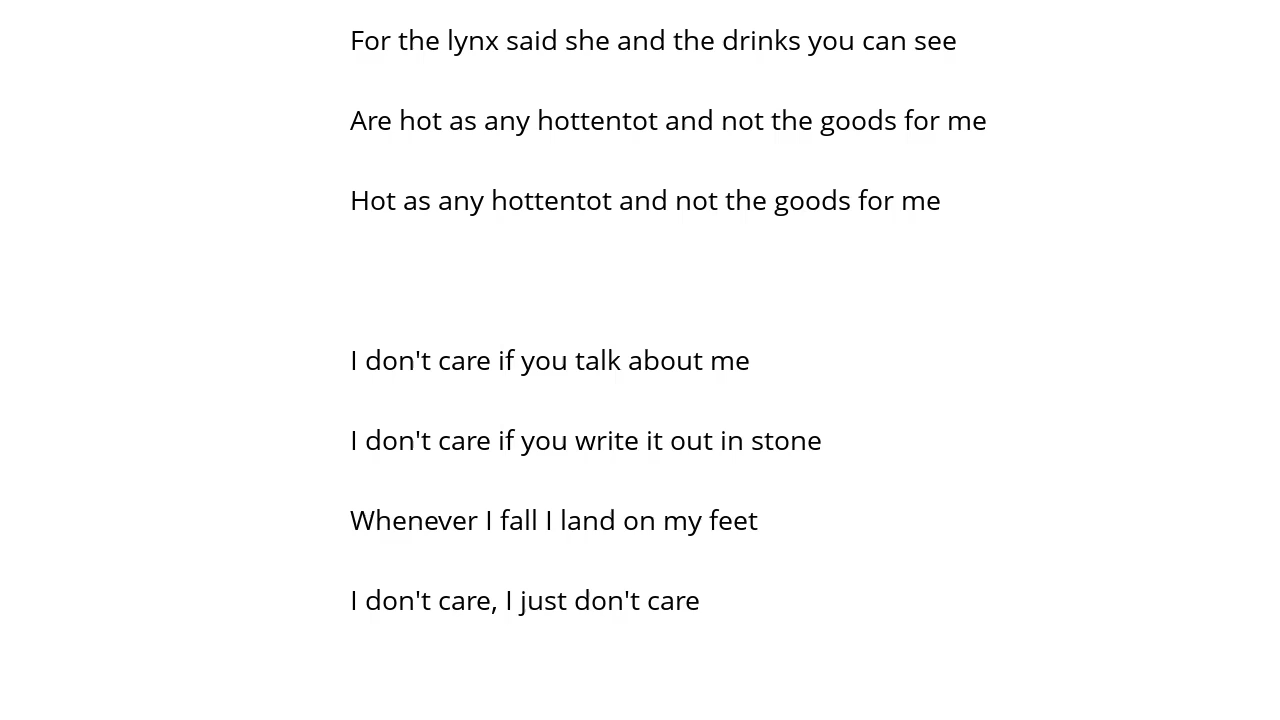 For the lynx said she and the drinks you can see
Are hot as any hottentot and not the goods for me
Hot as any hottentot and not the goods for me
I don't care if you talk about me
I don't care if you write it out in stone
Whenever I fall I land on my feet
I don't care, I just don't care